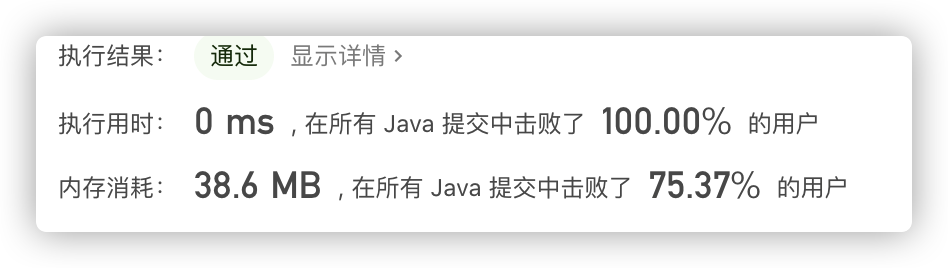 执行结果： 通过 显示详情 >
执行用时： 0 ms , 在所有 Java 提交中击败了 100.00% 的用户
内存消耗： 38.6 MB , 在所有 Java 提交中击败了 75.37% 的用户